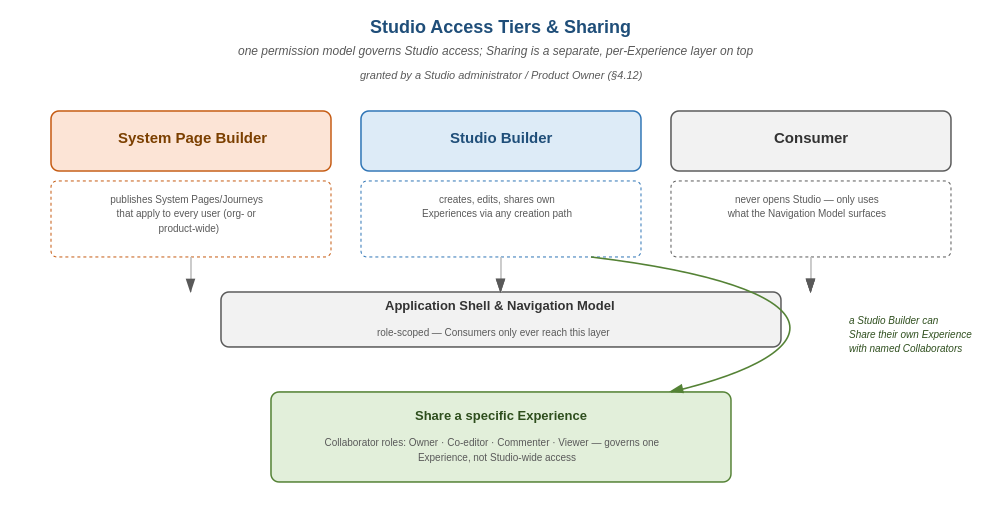 Studio Access Tiers & Sharing
one permission model governs Studio access; Sharing is a separate, per-Experience layer on top
granted by a Studio administrator / Product Owner (§4.12)
System Page Builder
Studio Builder
Consumer
publishes System Pages/Journeys
that apply to every user (org- or
product-wide)
creates, edits, shares own
Experiences via any creation path
never opens Studio — only uses
what the Navigation Model surfaces
Application Shell & Navigation Model
role-scoped — Consumers only ever reach this layer
a Studio Builder can
Share their own Experience
with named Collaborators
Share a specific Experience
Collaborator roles: Owner · Co-editor · Commenter · Viewer — governs one
Experience, not Studio-wide access